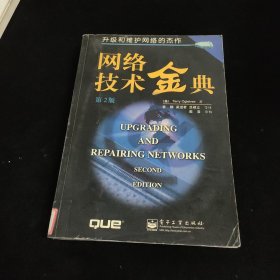 升级和维护网络的杰作
网络
技术金典
第2版
[美] Terry Ogletree 著
UPGRADING
AND
REPAIRING NETWORKS
SECOND
EDITION
QUE
电子工业出版社